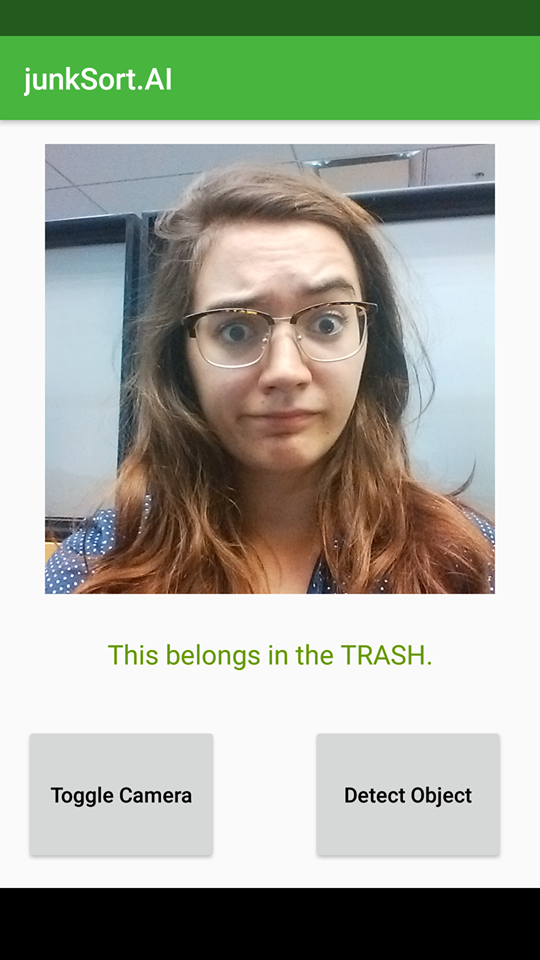 junkSort.AI
This belongs in the TRASH.
Toggle Camera
Detect Object